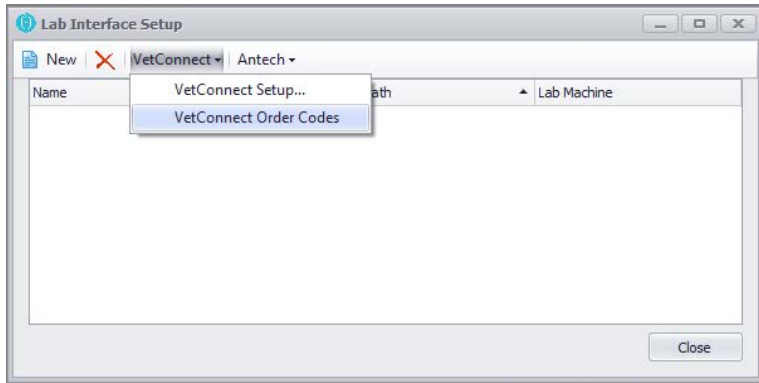 Lab Interface Setup
New VetConnect Antech
Name ath Lab Machine
VetConnect Setup...
VetConnect Order Codes
Close